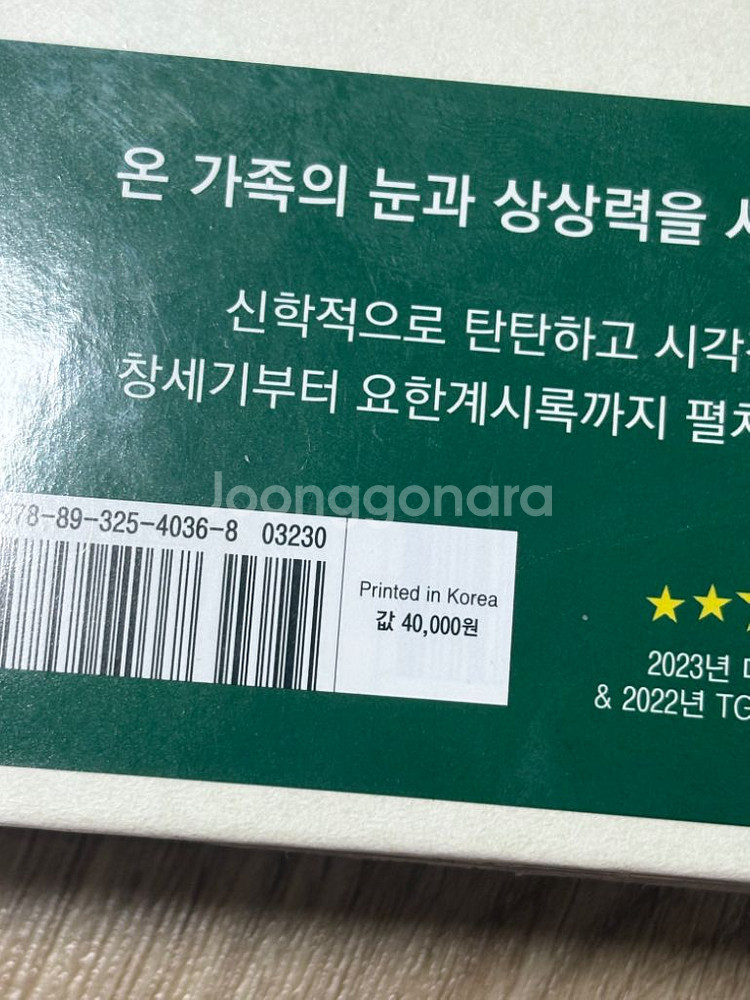 온 가족의 눈과 상상력을
신학적으로 탄탄하고
창세기부터 요한계시록까지
Joonggonara
978-89-325-4036-8 03230
Printed in Korea
값 40,000원
2023년
& 2022년 TG